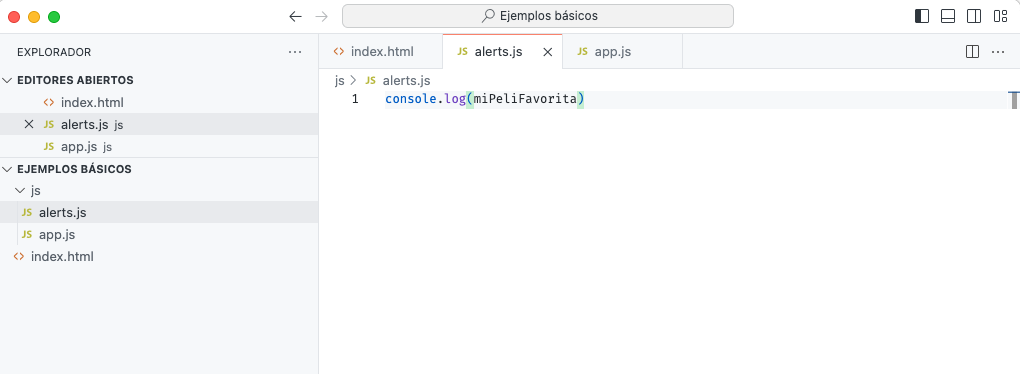 Ejemplos básicos
EXPLORADOR
EDITORES ABIERTOS
index.html
JS alerts.js js
JS app.js js
EJEMPLOS BÁSICOS
js
JS alerts.js
JS app.js
index.html
index.html
JS alerts.js
JS app.js
js JS alerts.js
1 console.log(miPeliFavorita)